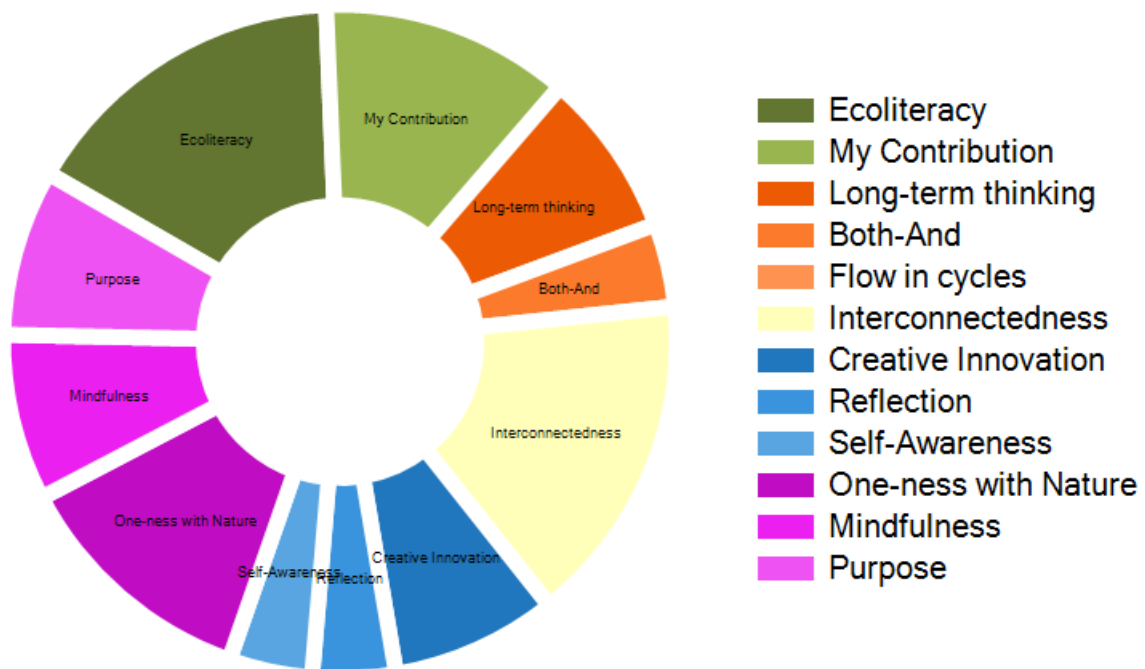 Ecoliteracy
My Contribution
Long-term thinking
Both-And
Interconnectedness
Creative Innovation
Reflection
Self-Awareness
One-ness with Nature
Mindfulness
Purpose
Ecoliteracy
My Contribution
Long-term thinking
Both-And
Flow in cycles
Interconnectedness
Creative Innovation
Reflection
Self-Awareness
One-ness with Nature
Mindfulness
Purpose